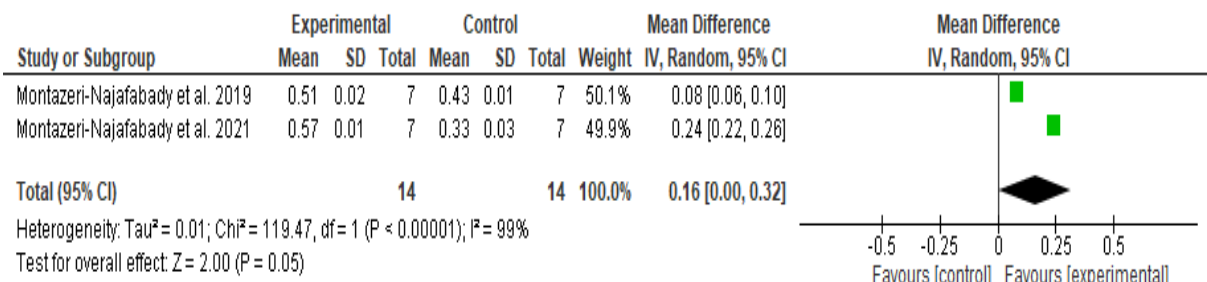 Experimental Control Mean Difference Mean Difference
Study or Subgroup Mean SD Total Mean SD Total Weight IV, Random, 95% CI IV, Random, 95% CI
Montazeri-Najafabady et al. 2019 0.51 0.02 7 0.43 0.01 7 50.1% 0.08 [0.06, 0.10]
Montazeri-Najafabady et al. 2021 0.57 0.01 7 0.33 0.03 7 49.9% 0.24 [0.22, 0.26]
Total (95% CI) 14 14 100.0% 0.16 [0.00, 0.32]
Heterogeneity: Tau² = 0.01; Chi² = 119.47, df = 1 (P < 0.00001); I² = 99%
Test for overall effect: Z = 2.00 (P = 0.05)
-0.5 -0.25 0 0.25 0.5
Favours [control] Favours [experimental]